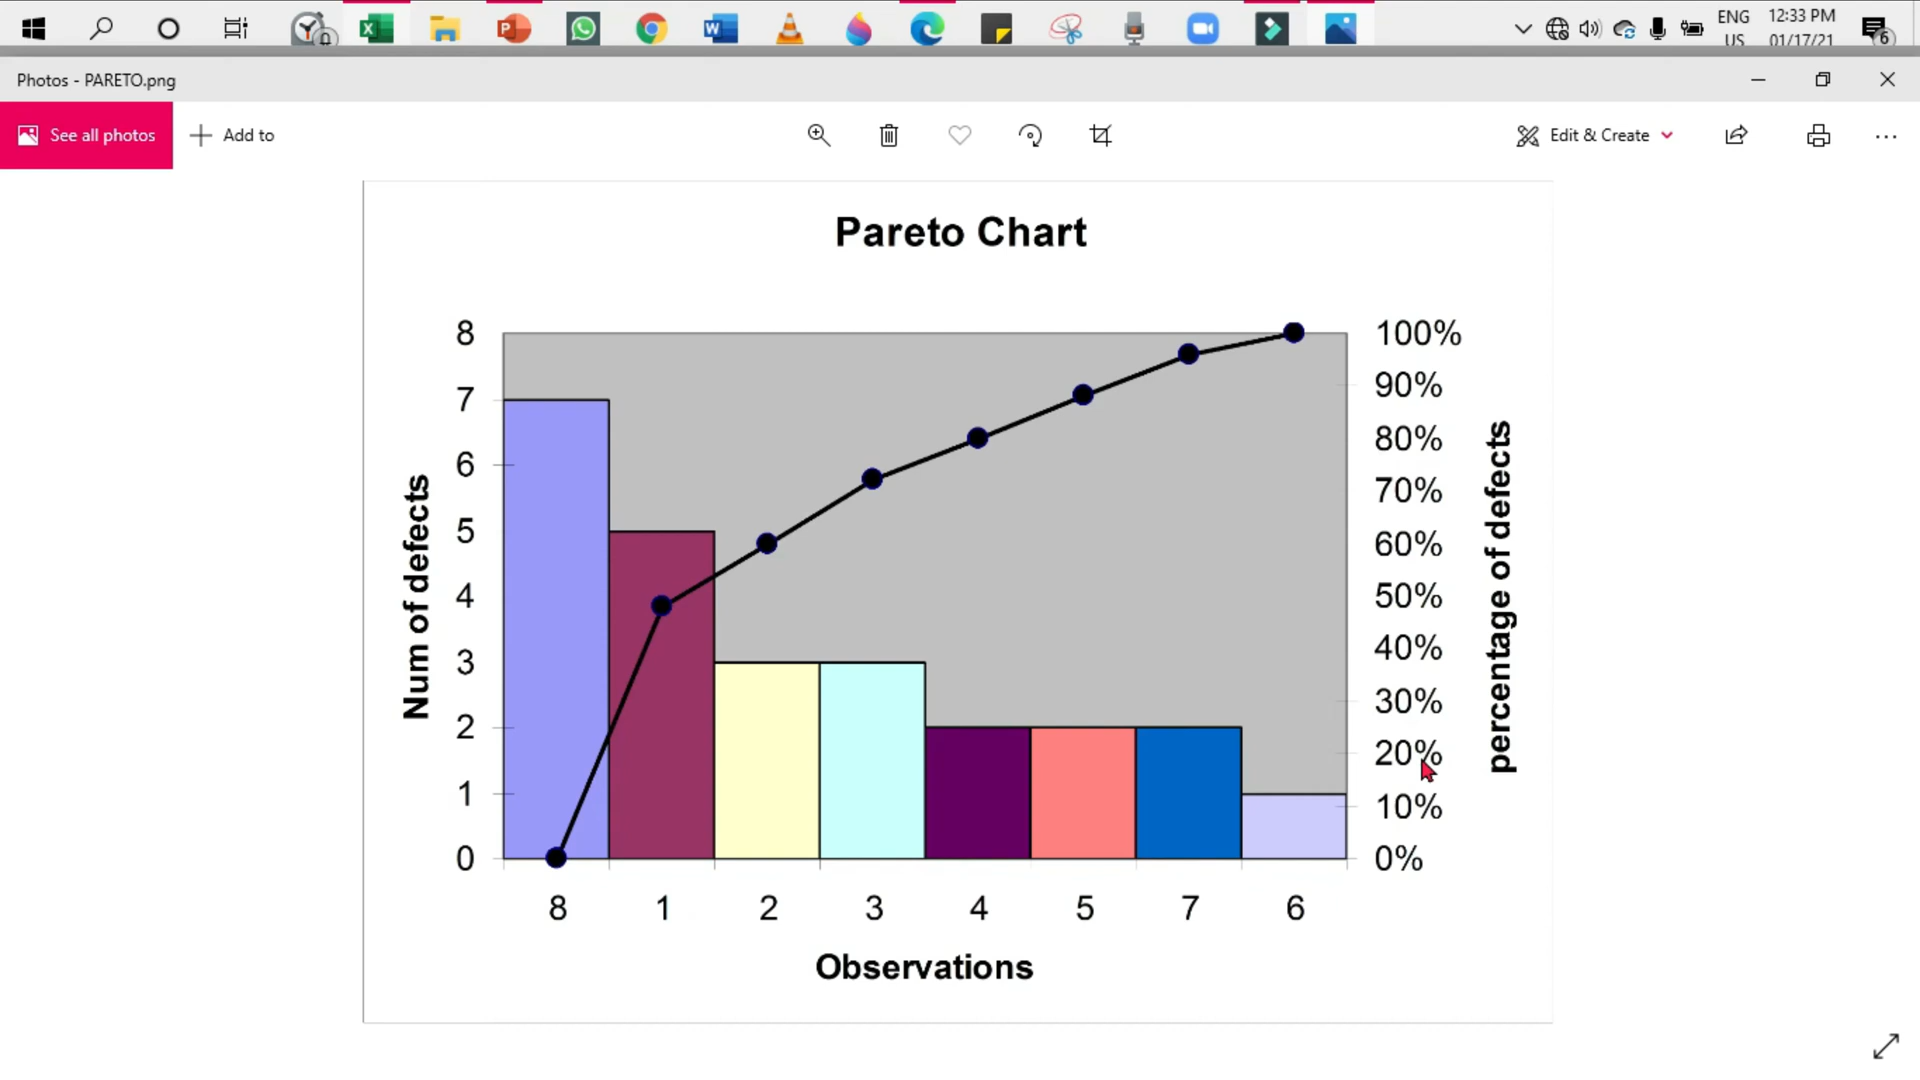 ENG 12:33 PM
US 01/17/21 6
Photos - PARETO.png
See all photos Add to Edit & Create
Pareto Chart
8 100%
7 90%
6 80%
5 70%
4 60%
3 50%
2 40%
1 30%
0 20%
10%
0%
Num of defects
percentage of defects
8 1 2 3 4 5 7 6
Observations